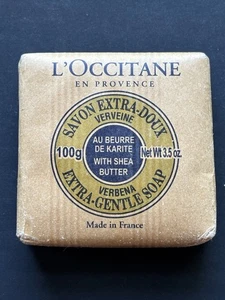 L'OCCITANE
EN PROVENCE
SAVON EXTRA-DOUX
VERVEINE
AU BEURRE
DE KARITE
100g
Net Wt 3.5 oz.
WITH SHEA
BUTTER
VERBENA
EXTRA-GENTLE SOAP
Made in France